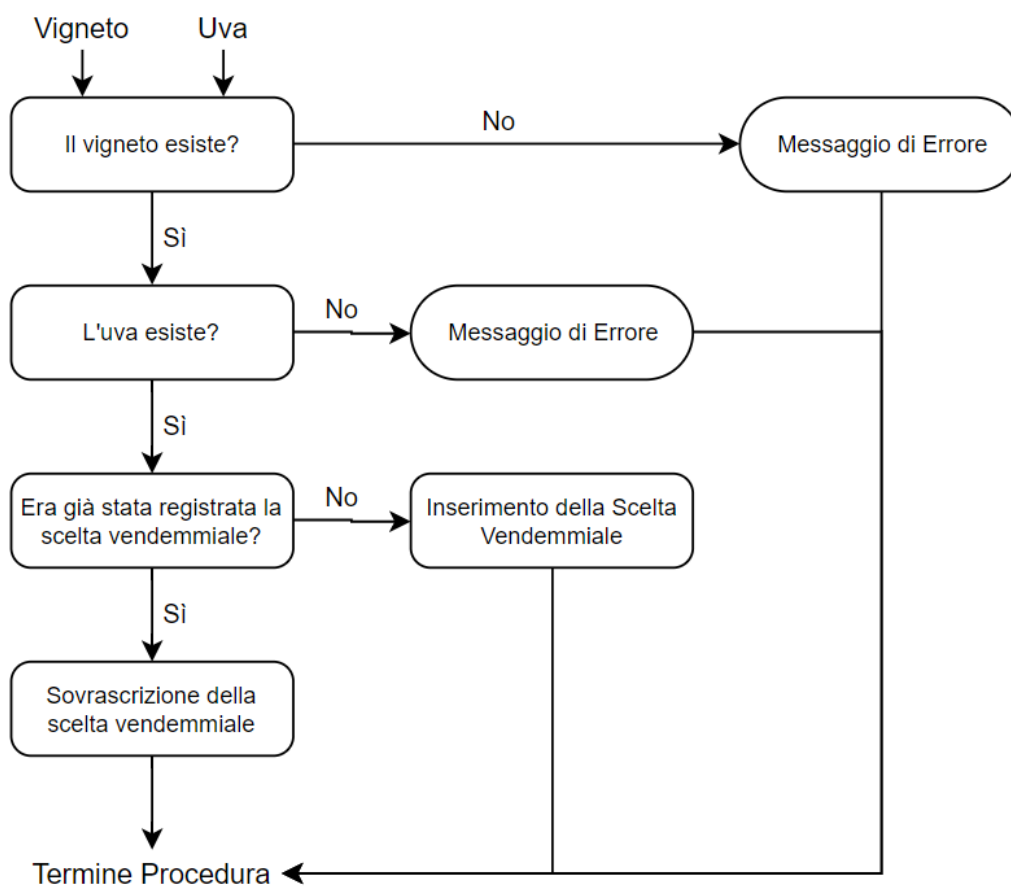 Vigneto
Uva
Il vigneto esiste?
No
Messaggio di Errore
Sì
L'uva esiste?
No
Messaggio di Errore
Sì
Era già stata registrata la
scelta vendemmiale?
No
Inserimento della Scelta
Vendemmiale
Sì
Sovrascrizione della
scelta vendemmiale
Termine Procedura